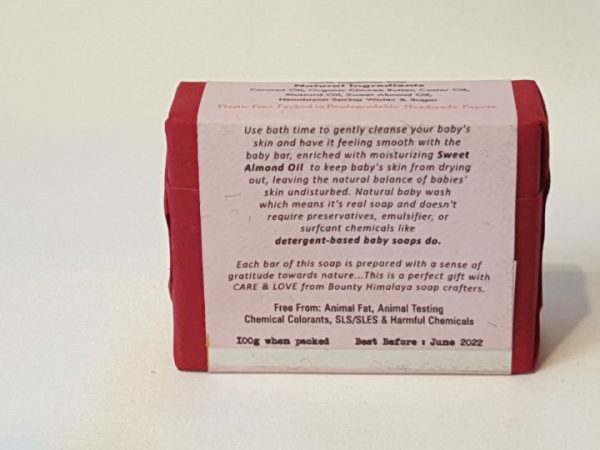 Natural Ingredients
Coconut Oil, Organic Chiuree Butter, Castor Oil,
Mustard Oil, Sweet Almond Oil,
Himalayan Spring Water & Sugar
Plastic Free Packed in Biodegradable Handmade Papers
Use bath time to gently cleanse your baby's
skin and have it feeling smooth with the
baby bar, enriched with moisturizing Sweet
Almond Oil to keep baby's skin from drying
out, leaving the natural balance of babies'
skin undisturbed. Natural baby wash
which means it's real soap and doesn't
require preservatives, emulsifier, or
surfcant chemicals like
detergent-based baby soaps do.
Each bar of this soap is prepared with a sense of
gratitude towards nature...This is a perfect gift with
CARE & LOVE from Bounty Himalaya soap crafters.
Free From: Animal Fat, Animal Testing
Chemical Colorants, SLS/SLES & Harmful Chemicals
100g when packed Best Before : June 2022